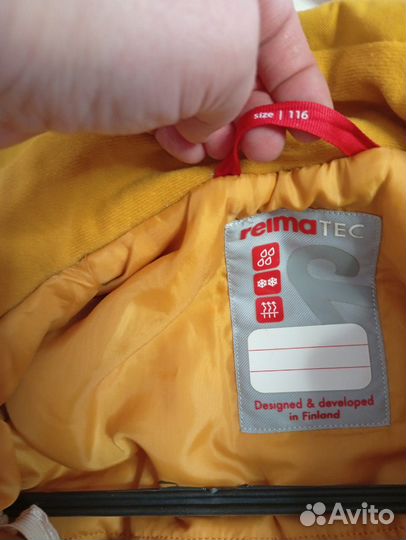 size | 116
reimaTEC
Designed & developed
in Finland
Avito